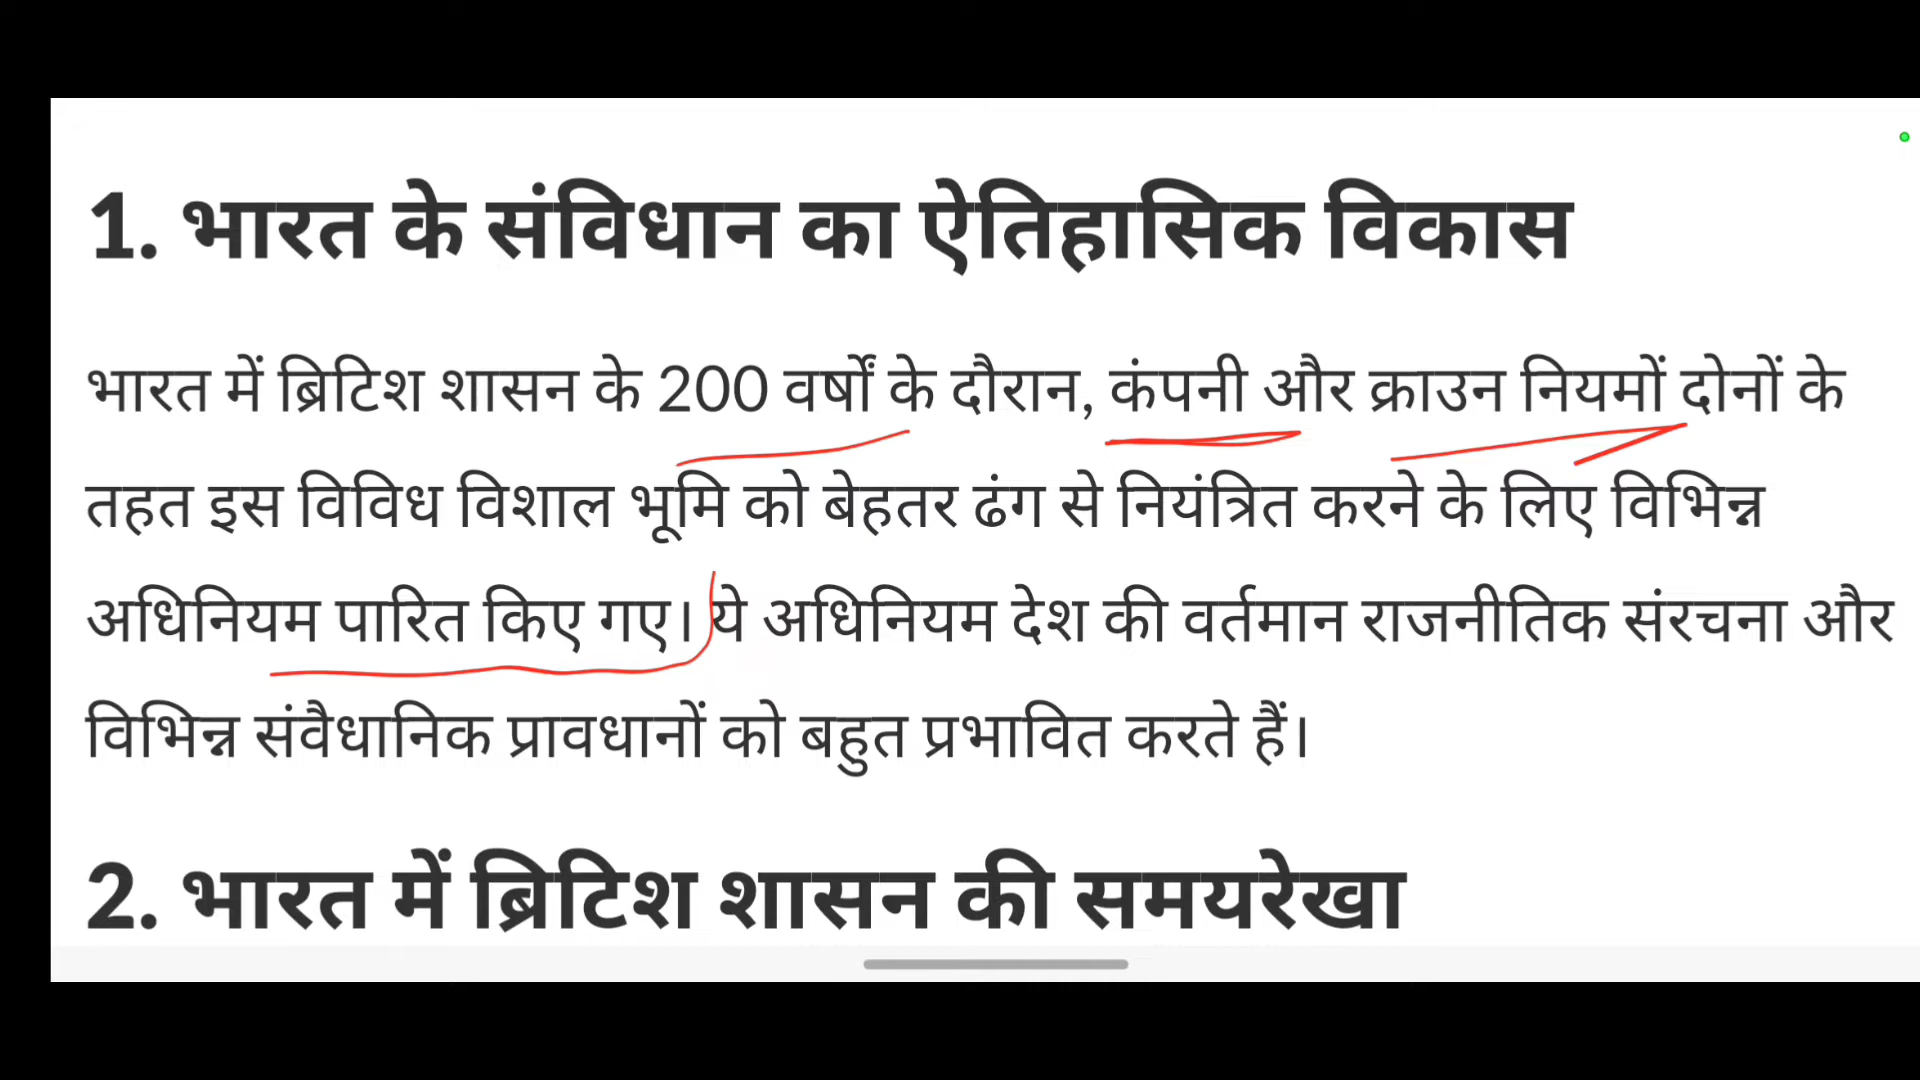 1. भारत के संविधान का ऐतिहासिक विकास
भारत में ब्रिटिश शासन के 200 वर्षों के दौरान, कंपनी और क्राउन नियमों दोनों के
तहत इस विविध विशाल भूमि को बेहतर ढंग से नियंत्रित करने के लिए विभिन्न
अधिनियम पारित किए गए। ये अधिनियम देश की वर्तमान राजनीतिक संरचना और
विभिन्न संवैधानिक प्रावधानों को बहुत प्रभावित करते हैं।
2. भारत में ब्रिटिश शासन की समयरेखा